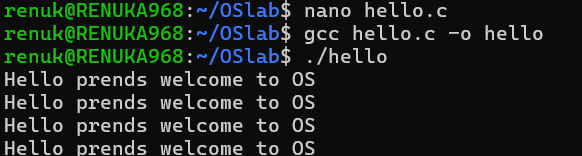 renuk@RENUKA968:~/OSlab$ nano hello.c
renuk@RENUKA968:~/OSlab$ gcc hello.c -o hello
renuk@RENUKA968:~/OSlab$ ./hello
Hello prends welcome to OS
Hello prends welcome to OS
Hello prends welcome to OS
Hello prends welcome to OS